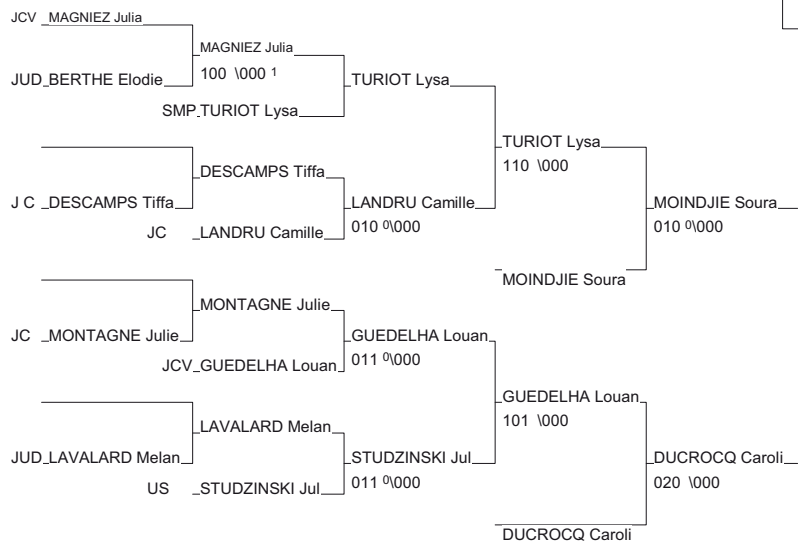 JCV MAGNIEZ Julia
MAGNIEZ Julia
100 \000 1
JUD BERTHE Elodie
TURIOT Lysa
SMP TURIOT Lysa
TURIOT Lysa
110 \000
DESCAMPS Tiffa
J C DESCAMPS Tiffa
LANDRU Camille
010 0\000
JC LANDRU Camille
MOINDJIE Soura
010 0\000
MOINDJIE Soura
MONTAGNE Julie
JC MONTAGNE Julie
GUEDELHA Louan
011 0\000
JCV GUEDELHA Louan
GUEDELHA Louan
101 \000
LAVALARD Melan
JUD LAVALARD Melan
STUDZINSKI Jul
011 0\000
US STUDZINSKI Jul
DUCROCQ Caroli
020 \000
DUCROCQ Caroli